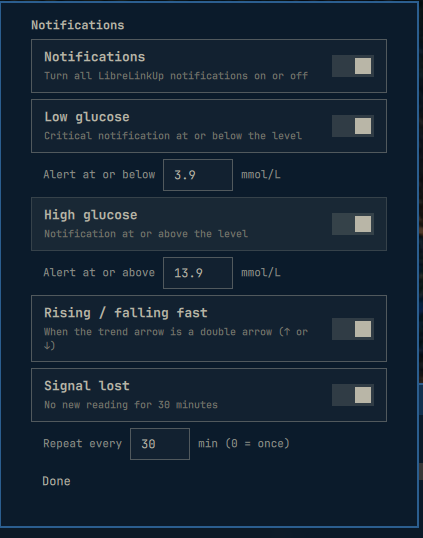 Notifications
Notifications
Turn all LibreLinkUp notifications on or off
Low glucose
Critical notification at or below the level
Alert at or below 3.9 mmol/L
High glucose
Notification at or above the level
Alert at or above 13.9 mmol/L
Rising / falling fast
When the trend arrow is a double arrow (↑ or
↓)
Signal lost
No new reading for 30 minutes
Repeat every 30 min (0 = once)
Done